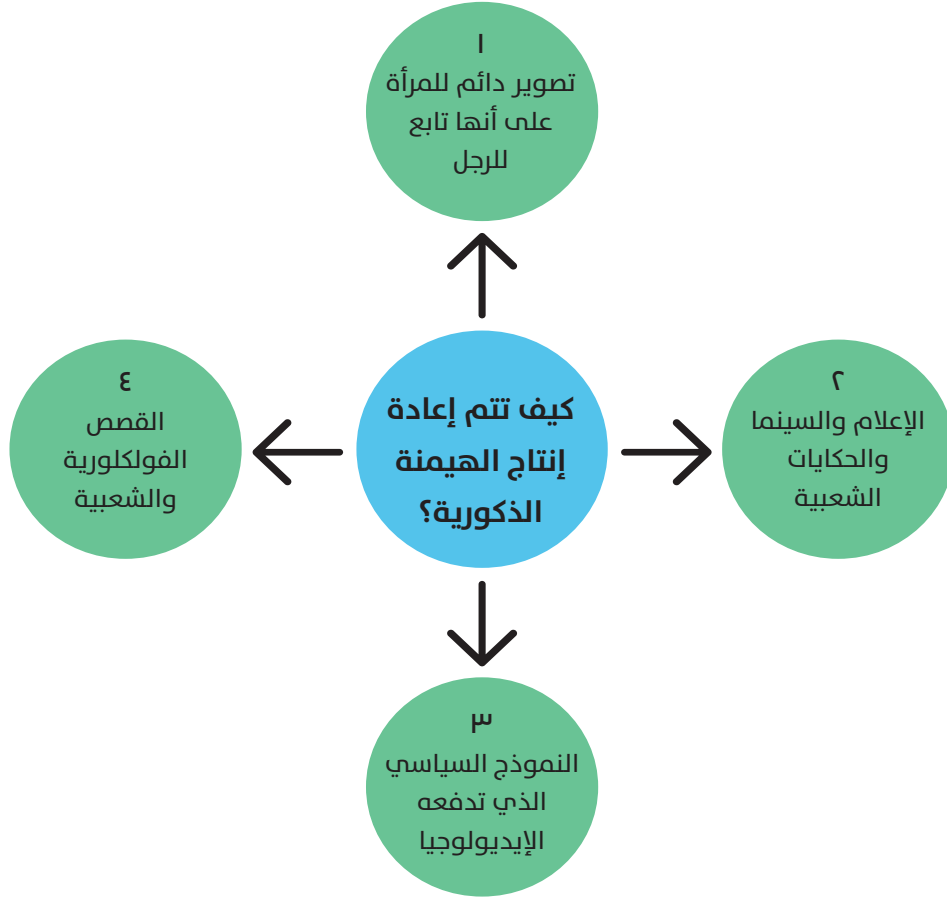 ١
تصوير دائم للمرأة
على أنها تابع
للرجل
كيف تتم إعادة
إنتاج الهيمنة
الذكورية؟
٢
الإعلام والسينما
والحكايات
الشعبية
٣
النموذج السياسي
الذي تدفعه
الإيديولوجيا
٤
القصص
الفولكلورية
والشعبية